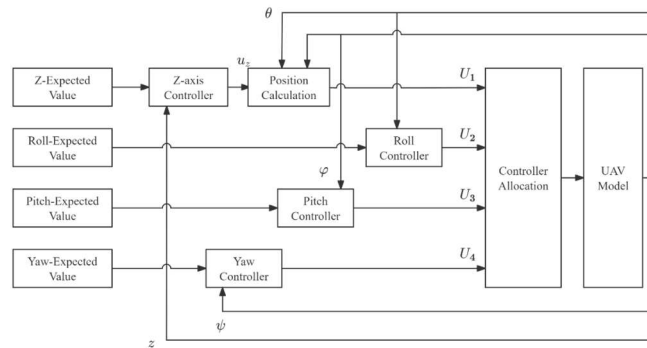 θ
u_z
Z-Expected
Value
Z-axis
Controller
Position
Calculation
U_1
Roll-Expected
Value
Roll
Controller
U_2
Controller
Allocation
UAV
Model
φ
Pitch-Expected
Value
Pitch
Controller
U_3
Yaw-Expected
Value
Yaw
Controller
U_4
ψ
z